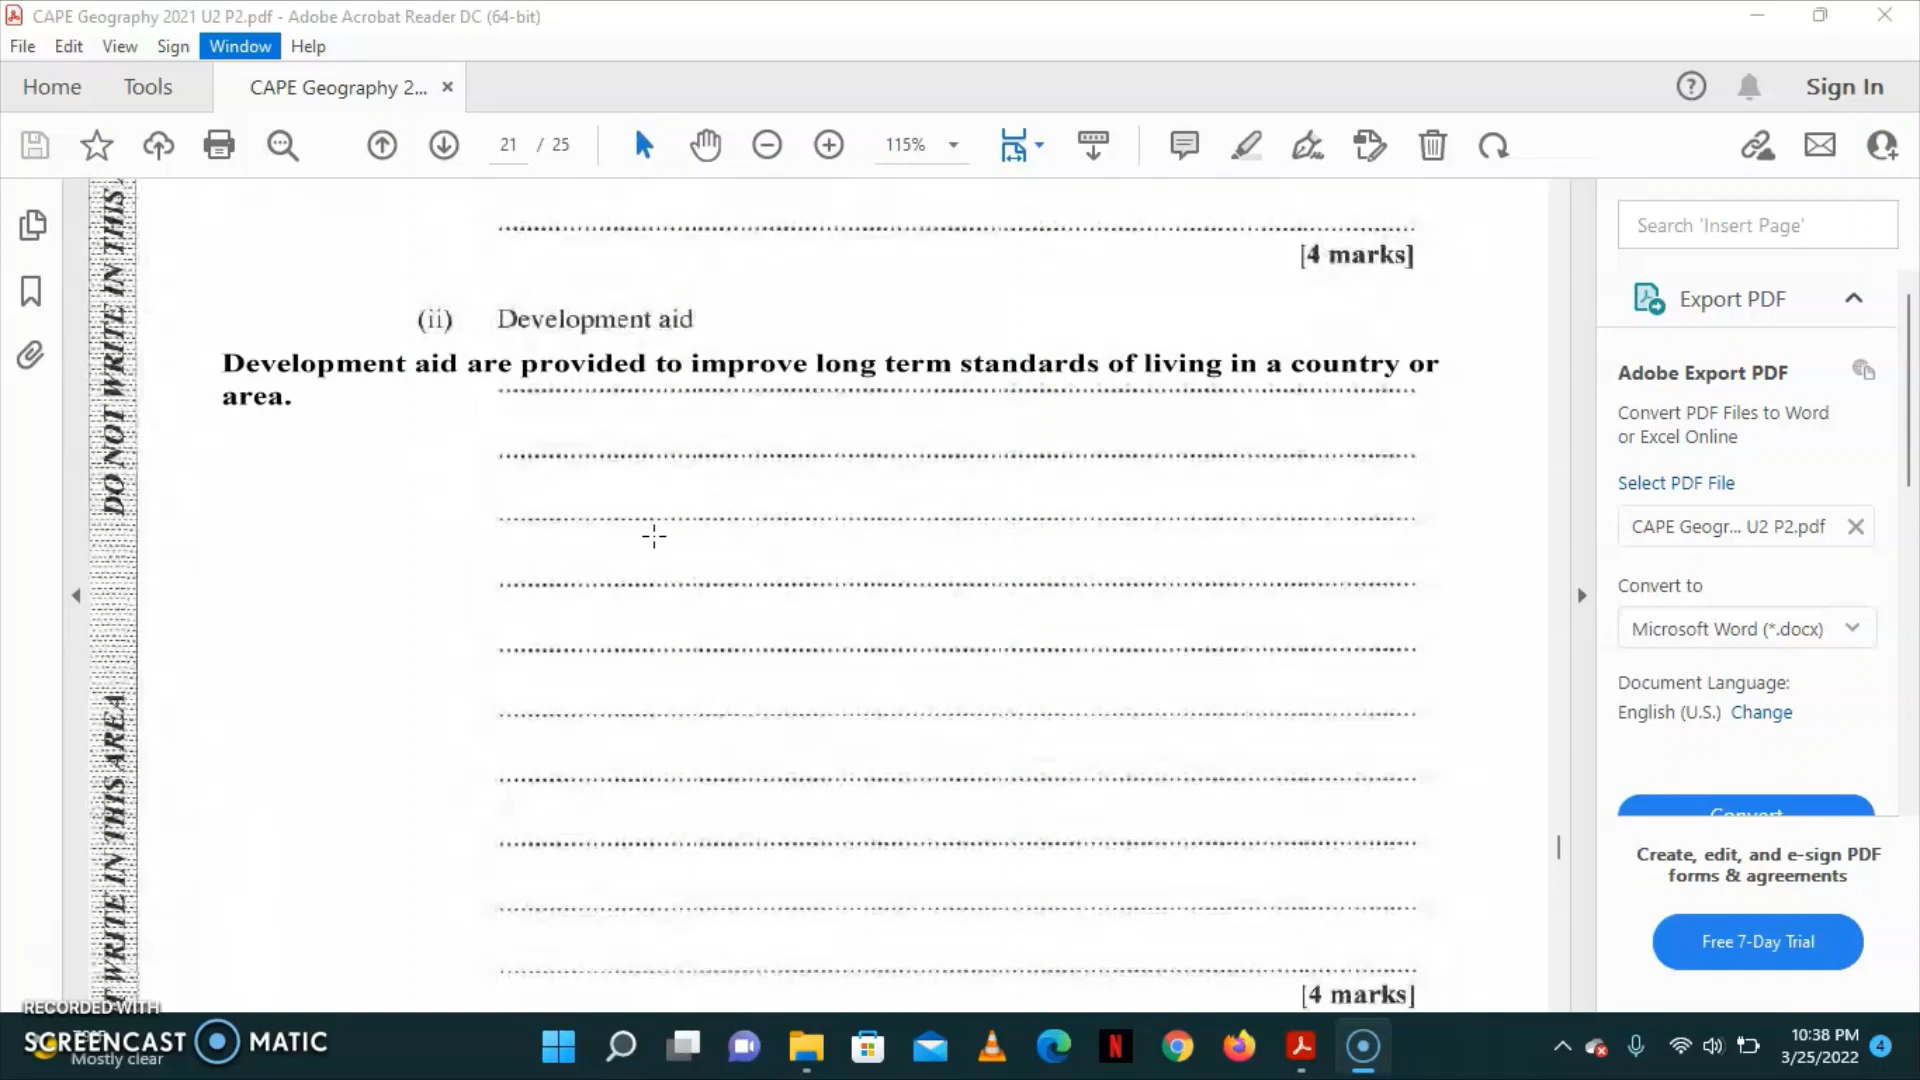 CAPE Geography 2021 U2 P2.pdf - Adobe Acrobat Reader DC (64-bit)
File Edit View Sign Window Help
Home Tools CAPE Geography 2... × Sign In
21 / 25 115%
DO NOT WRITE IN THIS
WRITE IN THIS AREA
[4 marks]
(ii) Development aid
Development aid are provided to improve long term standards of living in a country or
area.
[4 marks]
Search 'Insert Page'
Export PDF
Adobe Export PDF
Convert PDF Files to Word
or Excel Online
Select PDF File
CAPE Geogr... U2 P2.pdf
Convert to
Microsoft Word (*.docx)
Document Language:
English (U.S.) Change
Convert
Create, edit, and e-sign PDF
forms & agreements
Free 7-Day Trial
RECORDED WITH
SCREENCAST MATIC
Mostly clear
N
10:38 PM
3/25/2022
4